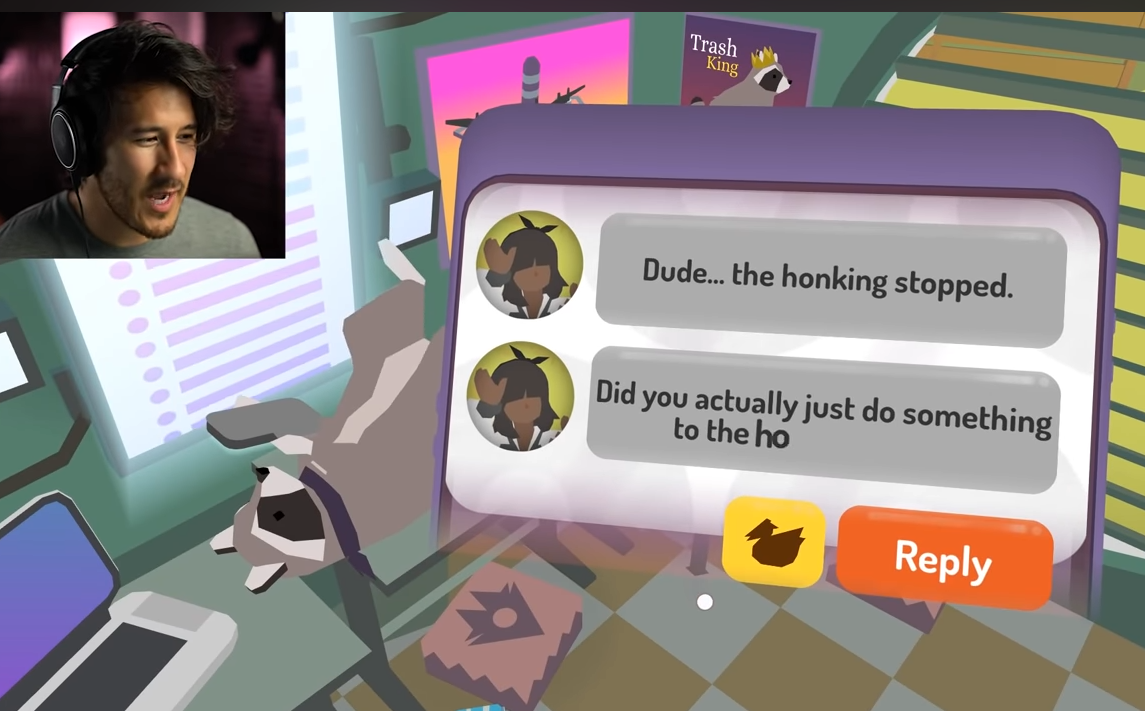 Trash
King
Dude... the honking stopped.
Did you actually just do something
to the ho
Reply